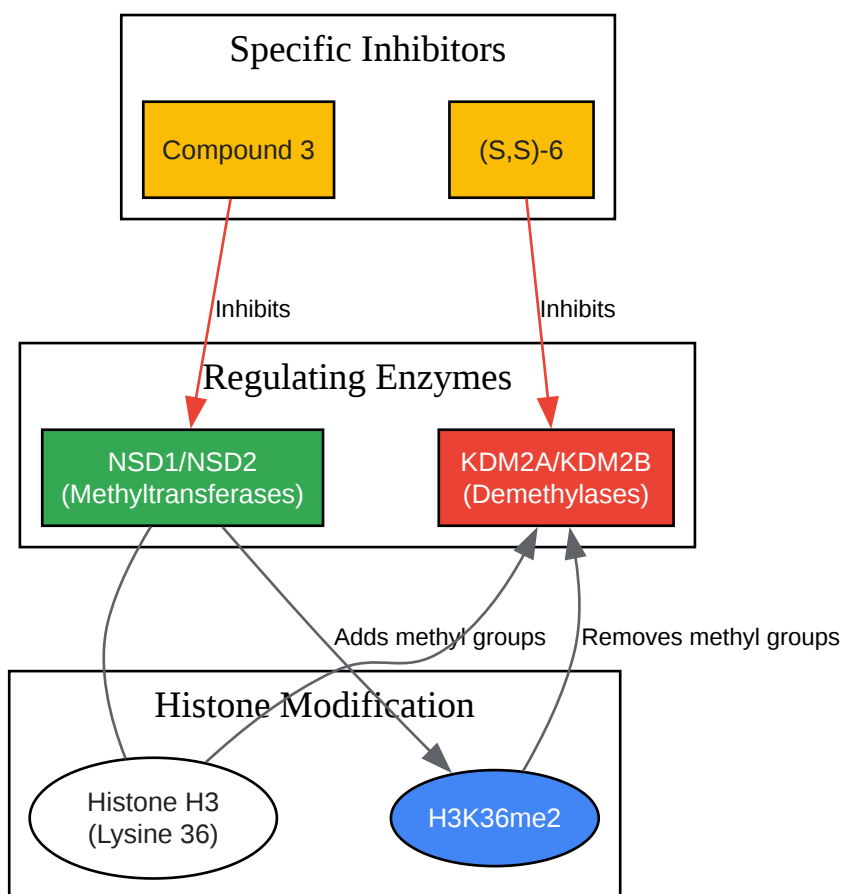 Specific Inhibitors
Compound 3
(S,S)-6
Inhibits
Inhibits
Regulating Enzymes
NSD1/NSD2
(Methyltransferases)
KDM2A/KDM2B
(Demethylases)
Adds methyl groups
Removes methyl groups
Histone Modification
Histone H3
(Lysine 36)
H3K36me2